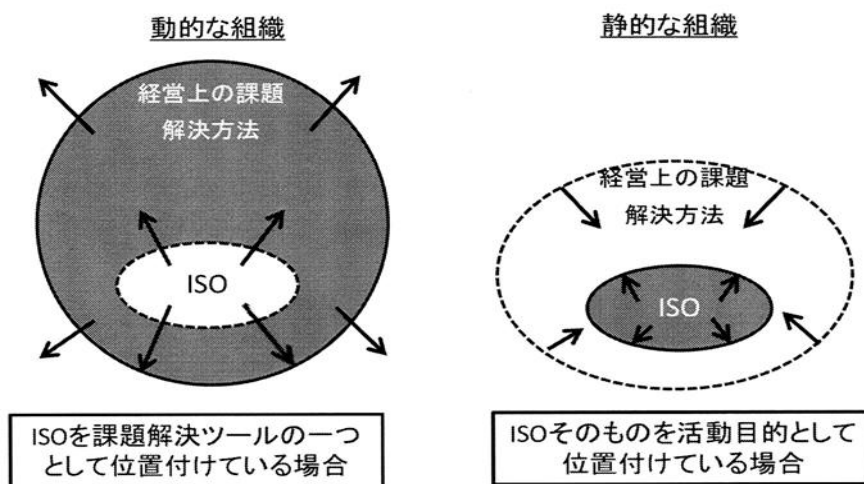 動的な組織
経営上の課題
解決方法
ISO
ISOを課題解決ツールの一つ
として位置付けている場合
静的な組織
経営上の課題
解決方法
ISO
ISOそのものを活動目的として
位置付けている場合